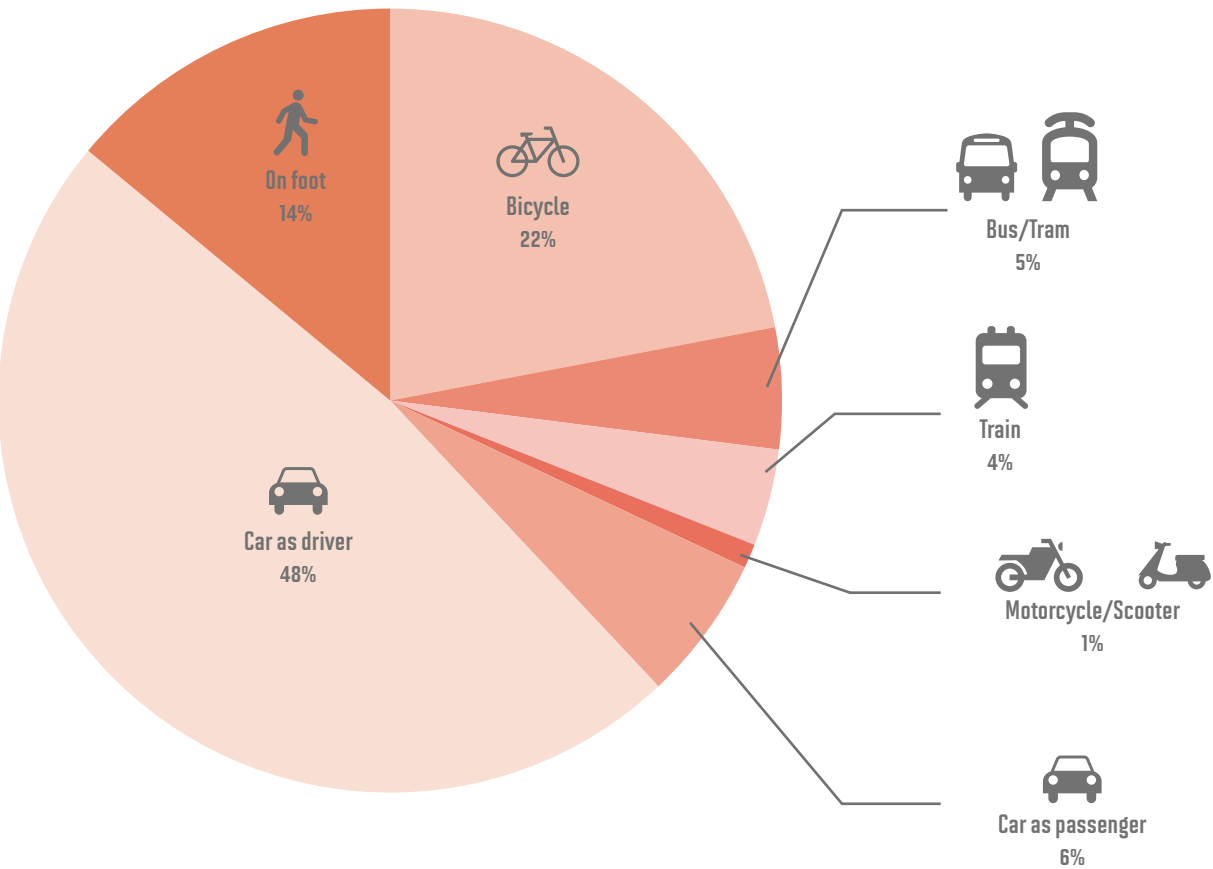 On foot
14%
Bicycle
22%
Bus/Tram
5%
Train
4%
Car as driver
48%
Motorcycle/Scooter
1%
Car as passenger
6%